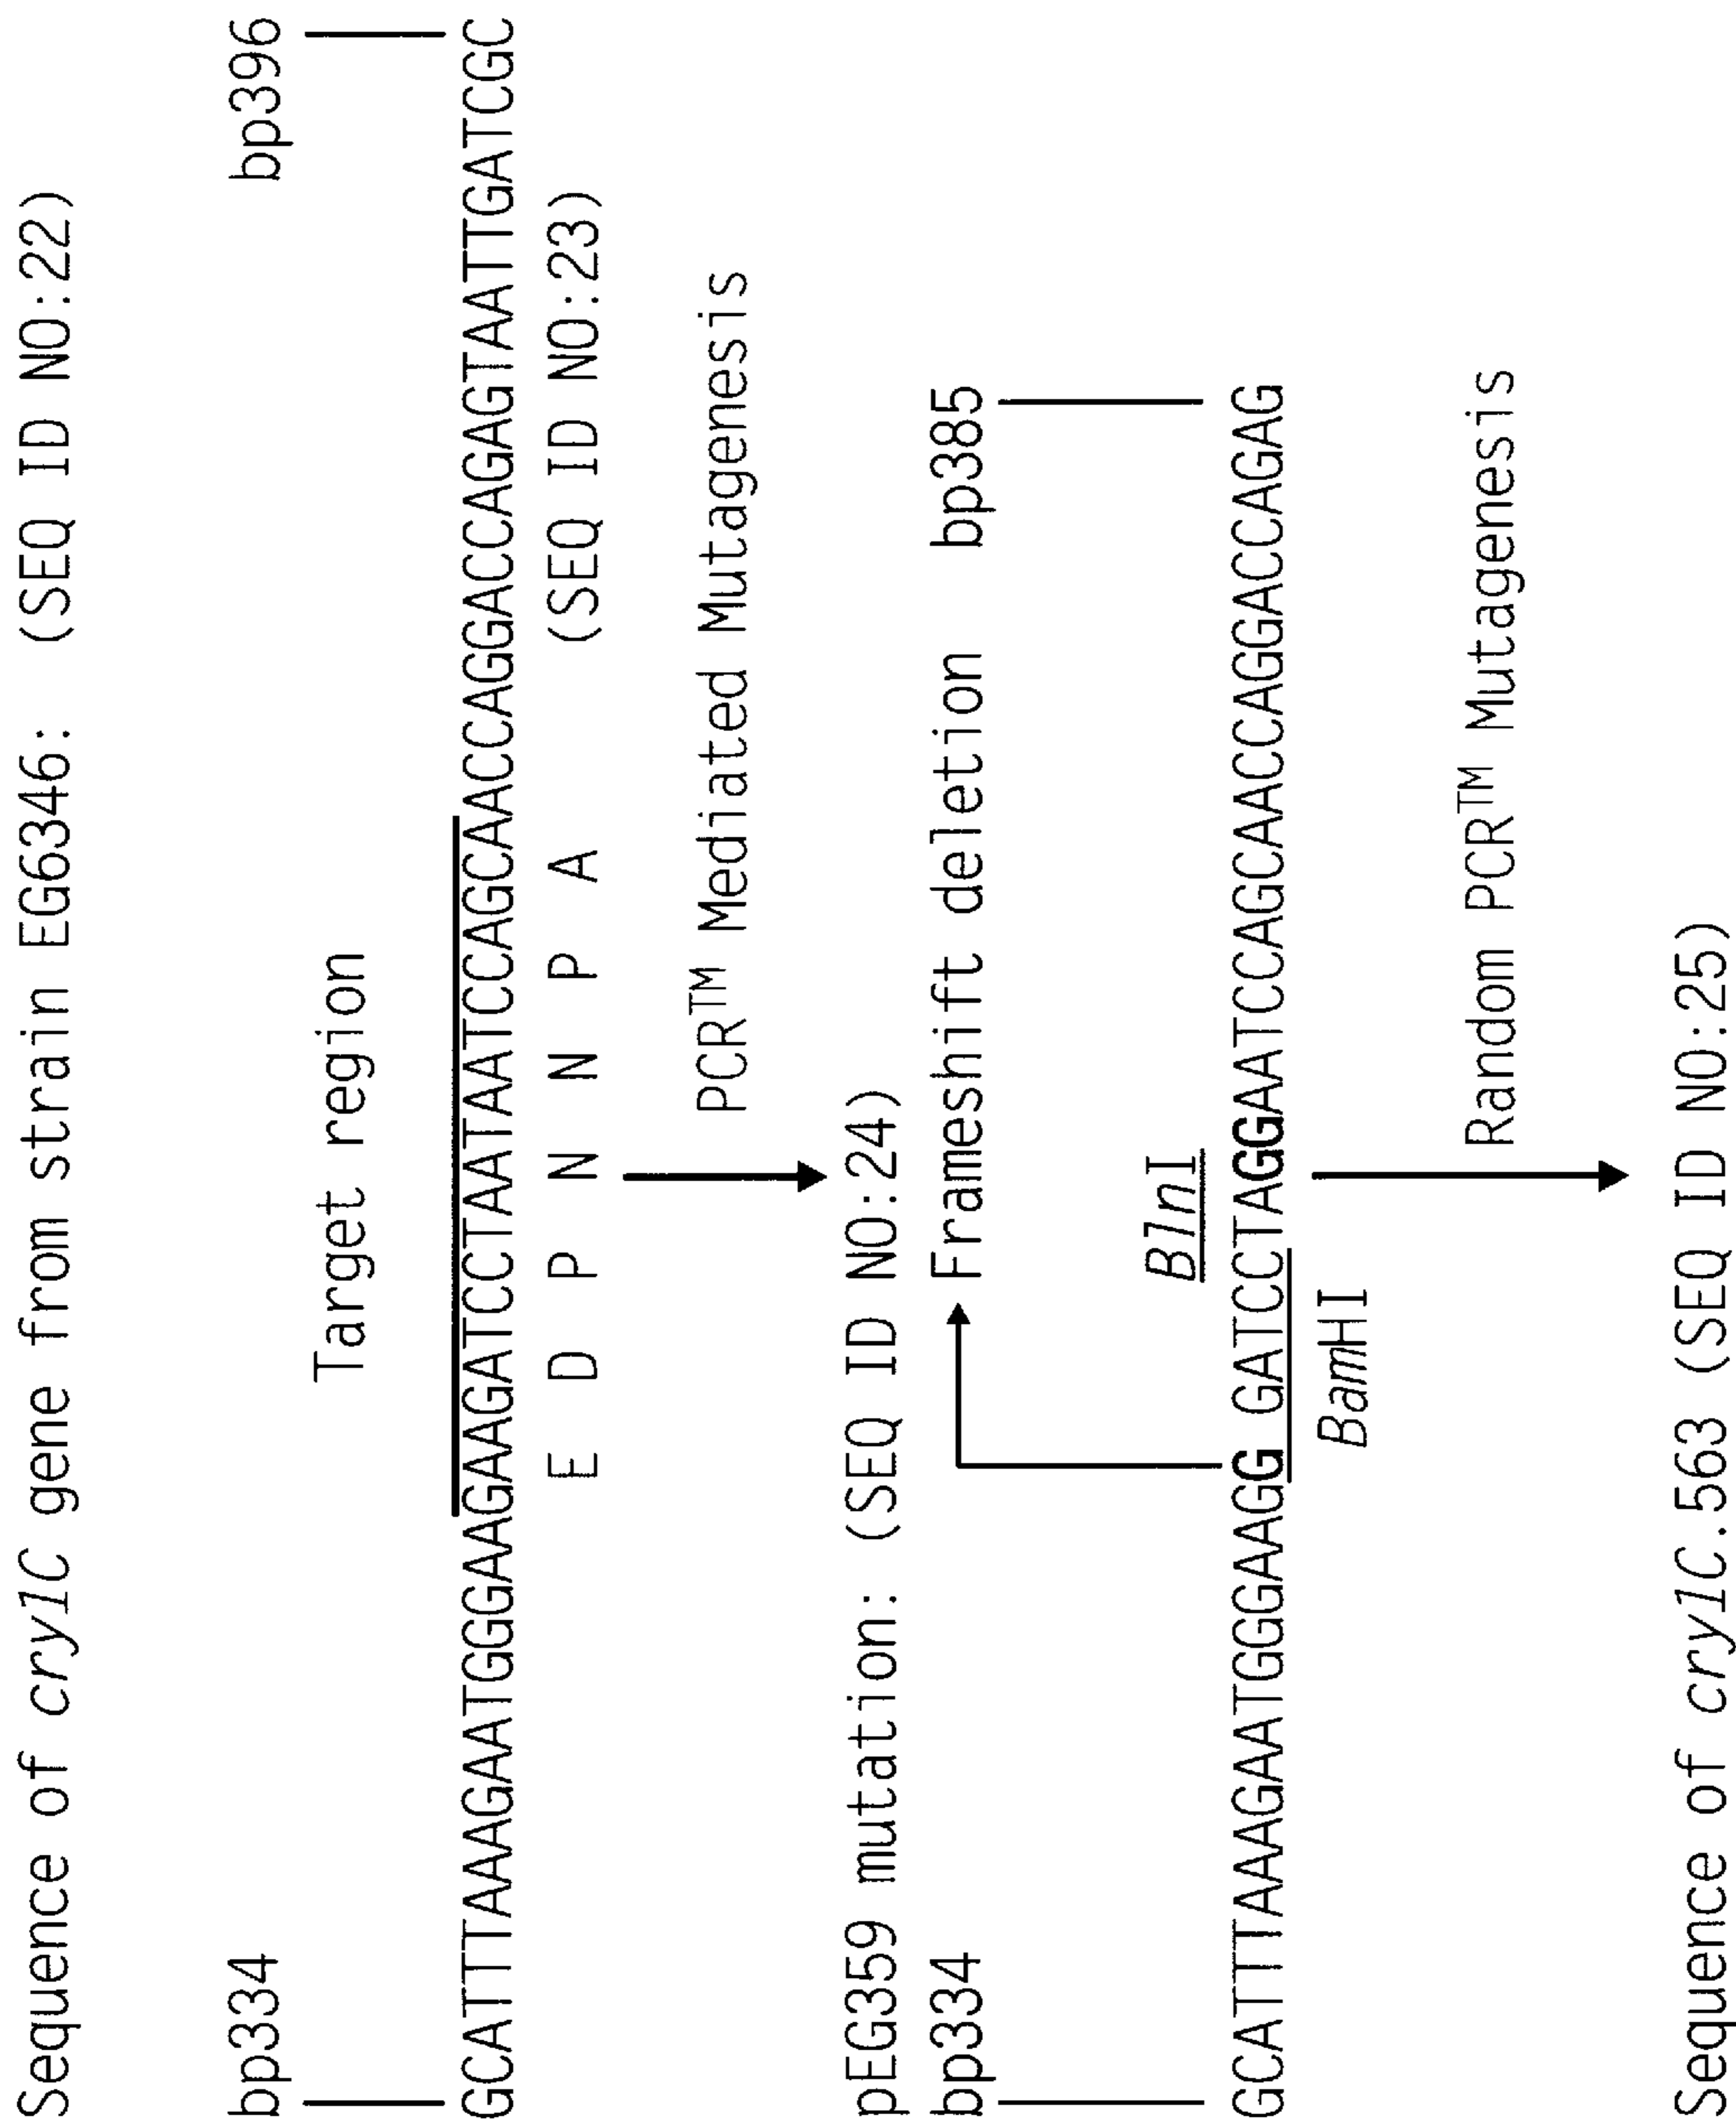 Sequence of cry1C gene from strain EG6346: (SEQ ID NO:22)
bp334 bp396
Target region
GCATTTAAAGAATGGGAAGAAGATCCTAATAATCCAGCAACCAGGACCAGAGTAATTGATCGC
E D P N N P A (SEQ ID NO:23)
PCR™ Mediated Mutagenesis
pEG359 mutation: (SEQ ID NO:24)
bp334 Frameshift deletion bp385
BlnI
GCATTTAAAGAATGGGAAGG GATCCTAGGAATCCAGCAACCAGGACCAGAG
BamHI
Random PCR™ Mutagenesis
Sequence of cry1C.563 (SEQ ID NO:25)